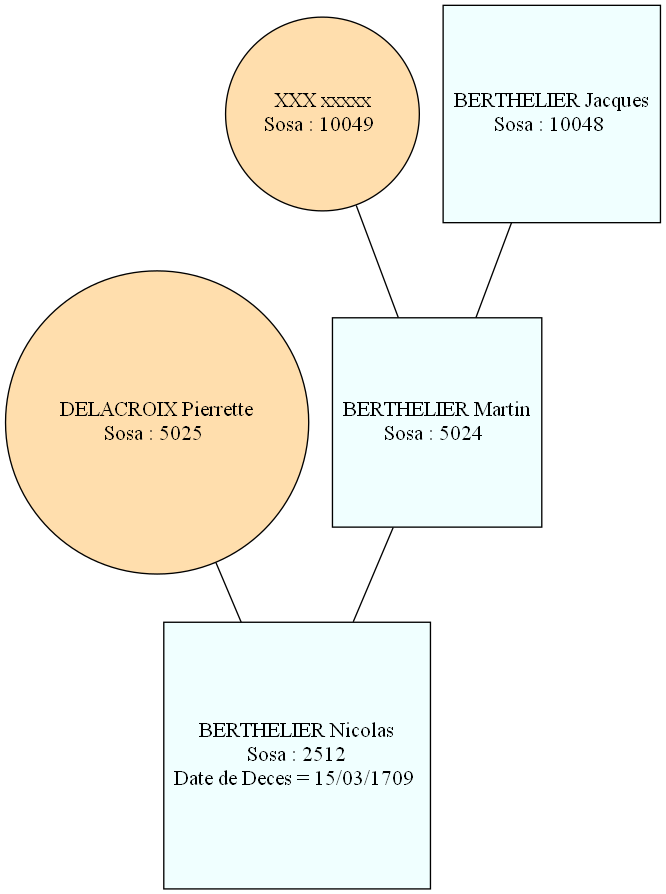 XXX xxxxx
Sosa : 10049
BERTHELIER Jacques
Sosa : 10048
DELACROIX Pierrette
Sosa : 5025
BERTHELIER Martin
Sosa : 5024
BERTHELIER Nicolas
Sosa : 2512
Date de Deces = 15/03/1709